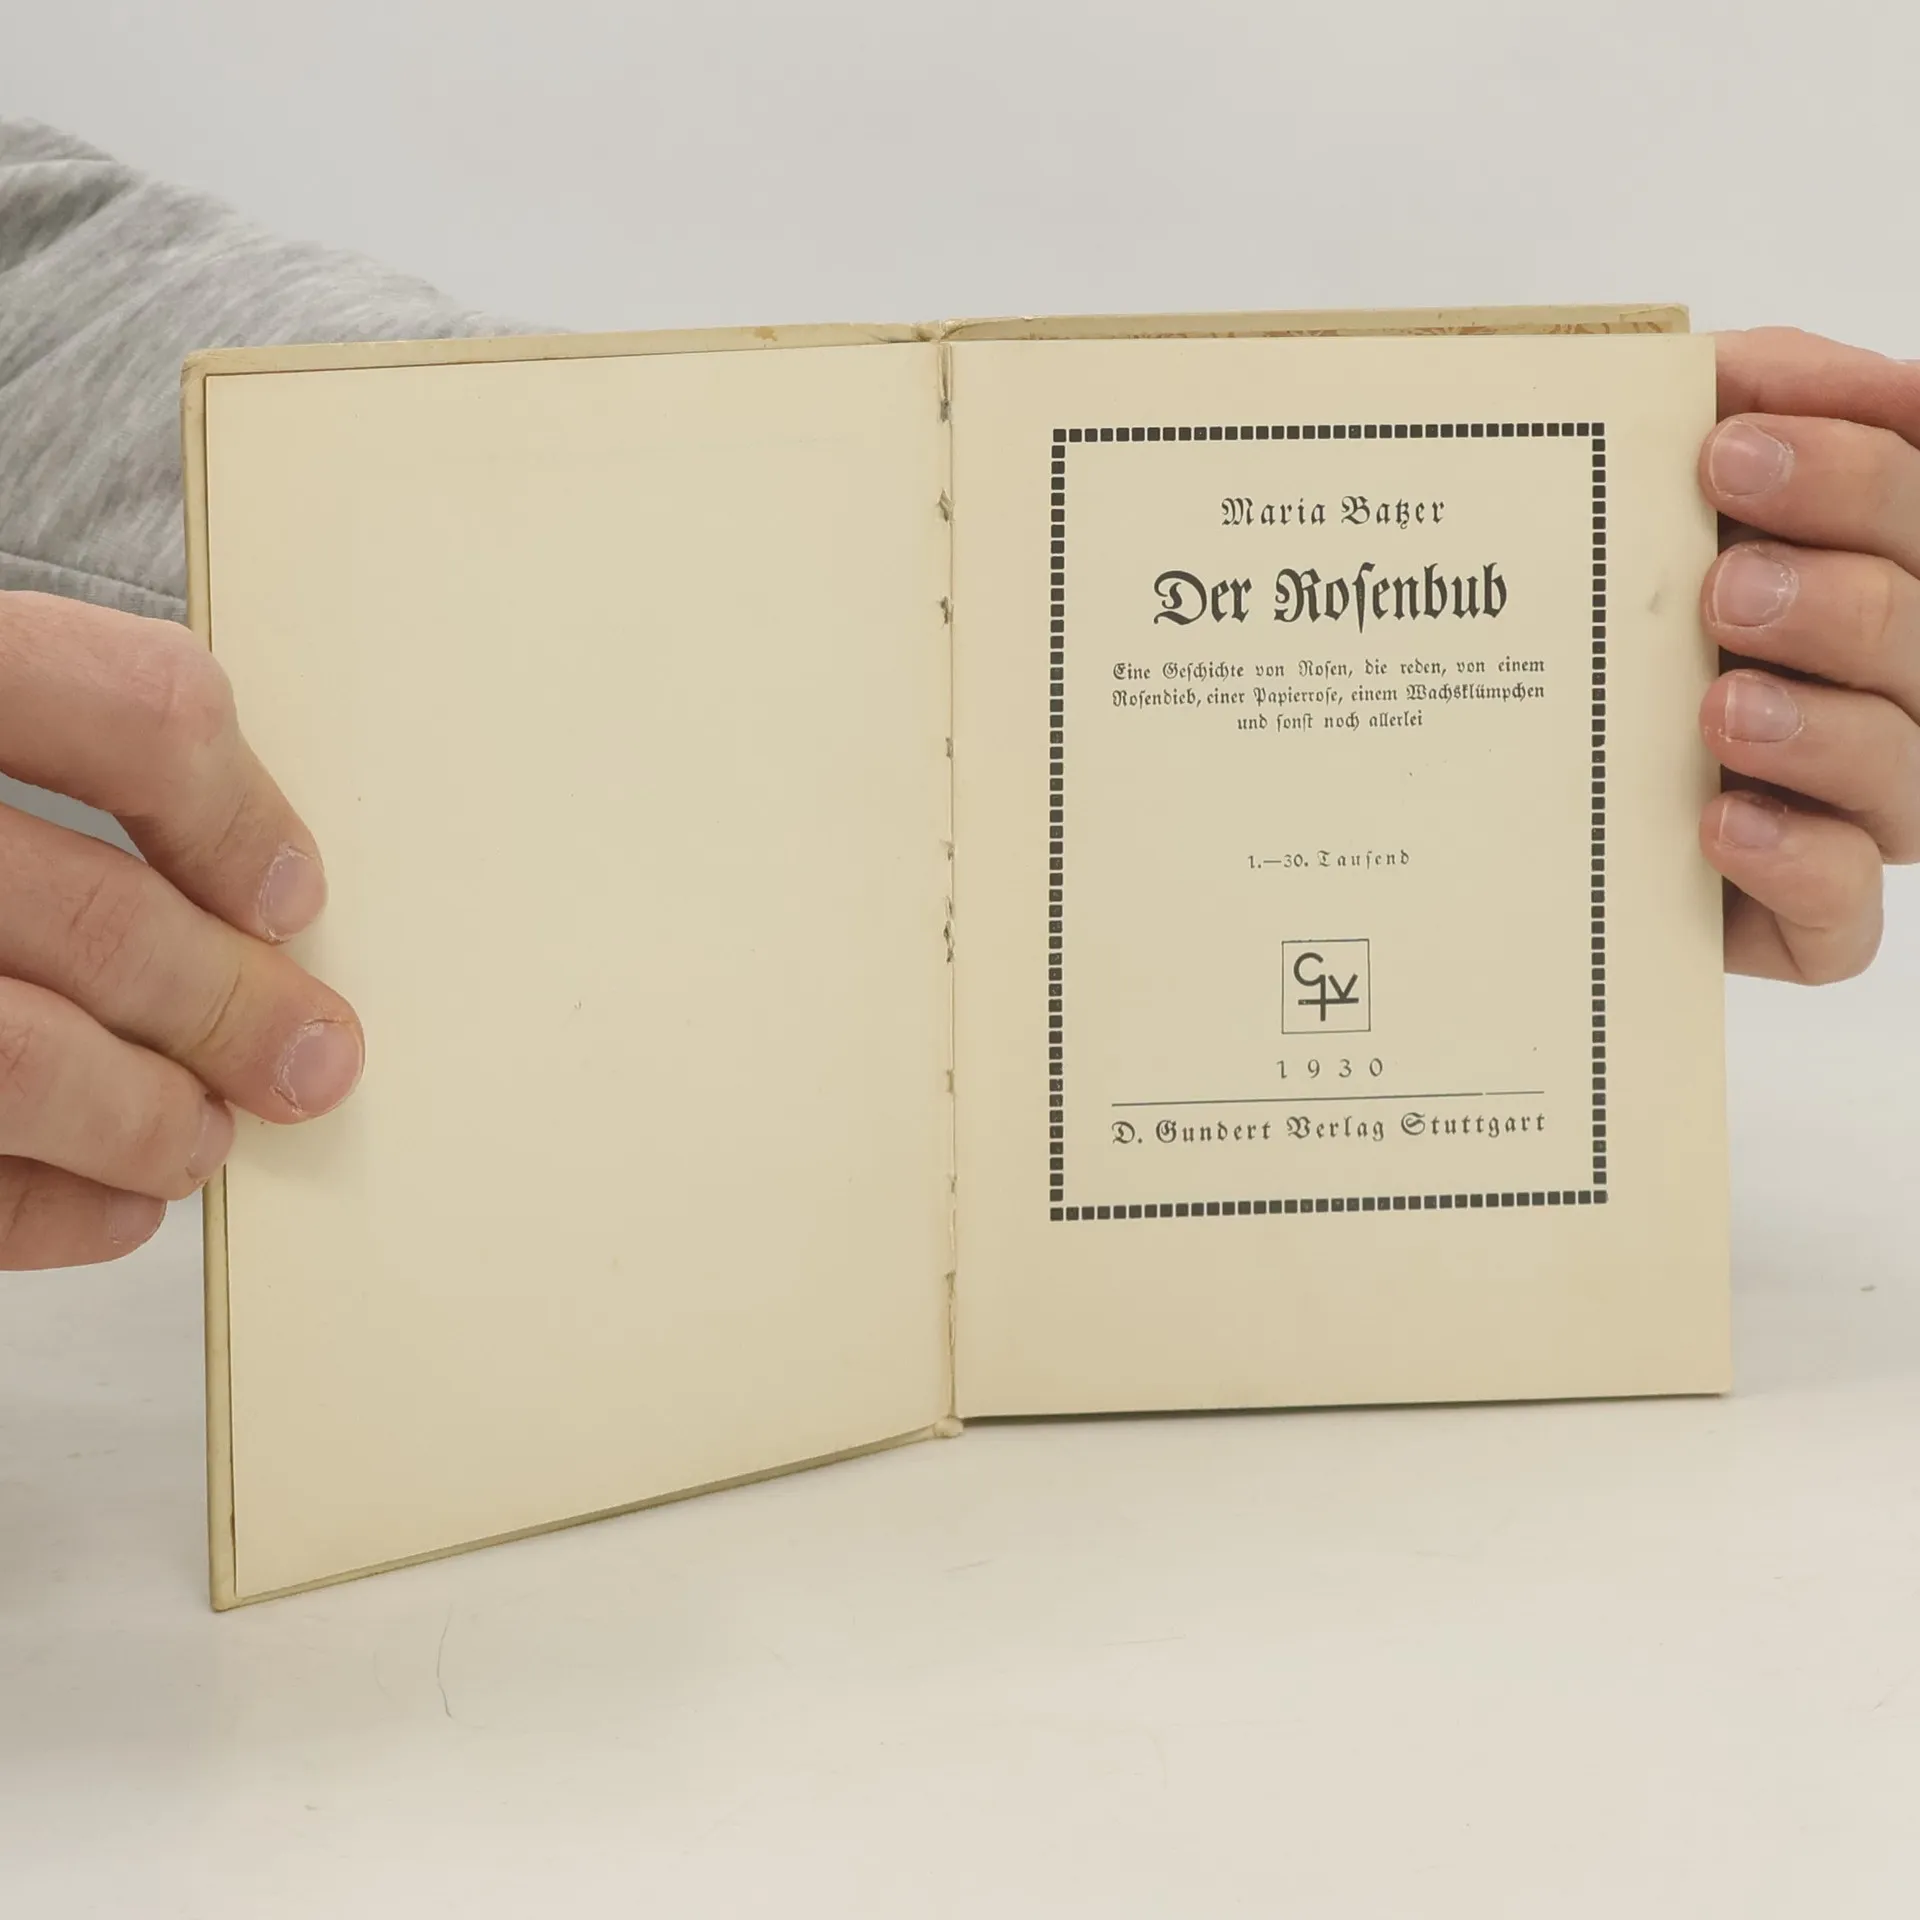 Maria Batzer
Der Roſenbub
Eine Geſchichte von Roſen, die reden, von einem
Roſendieb, einer Papierroſe, einem Wachsklümpchen
und ſonſt noch allerlei
1.—30. Tauſend
GV
1930
D. Gundert Verlag Stuttgart